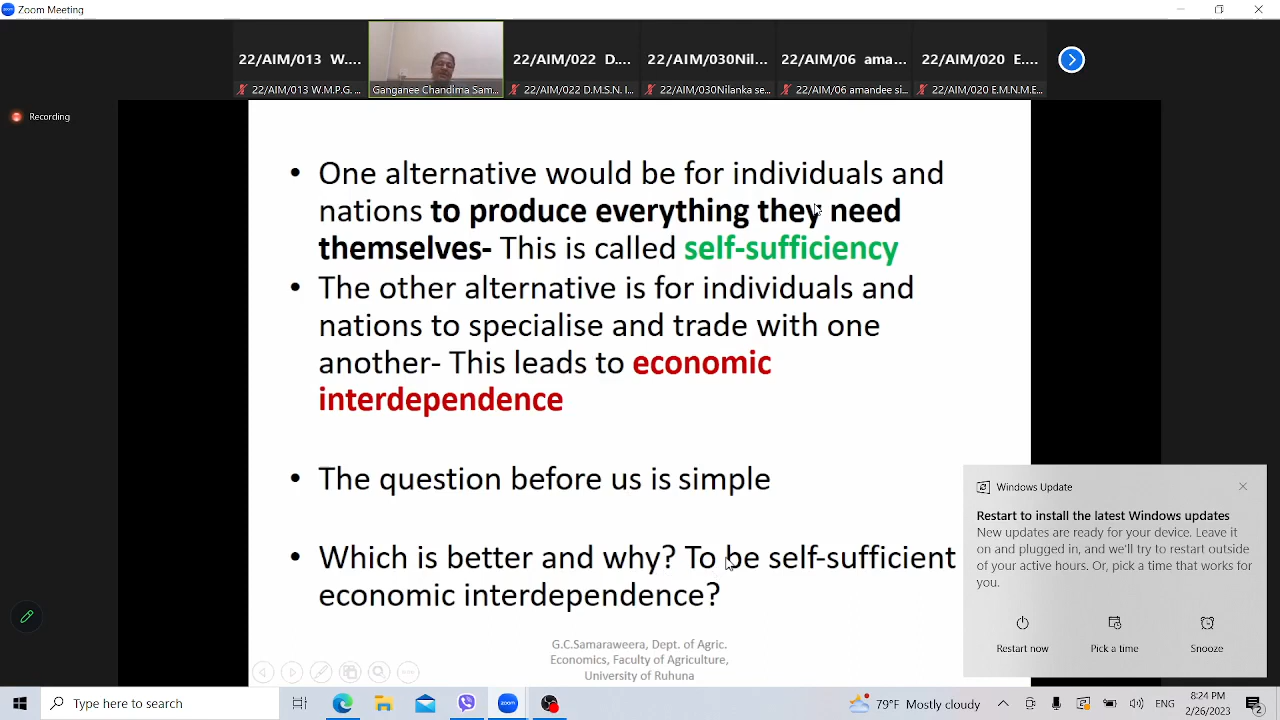 Zoom Meeting
22/AIM/013 W....
22/AIM/022 D....
22/AIM/030Nil...
22/AIM/06 ama...
22/AIM/020 E....
22/AIM/013 W.M.P.G. ...
Ganganee Chandima Sam...
22/AIM/022 D.M.S.N. I...
22/AIM/030Nilanka se...
22/AIM/06 amandee si...
22/AIM/020 E.M.N.M.E...
Recording
• One alternative would be for individuals and
nations to produce everything they need
themselves- This is called self-sufficiency
• The other alternative is for individuals and
nations to specialise and trade with one
another- This leads to economic
interdependence
• The question before us is simple
• Which is better and why? To be self-sufficient
economic interdependence?
G.C.Samaraweera, Dept. of Agric.
Economics, Faculty of Agriculture,
University of Ruhuna
Windows Update
Restart to install the latest Windows updates
New updates are ready for your device. Leave it
on and plugged in, and we'll try to restart outside
of your active hours. Or, pick a time that works for
you.
Restart now
Pick a time
Snooze
Type here to search
79°F Mostly cloudy
8:24 PM
2/26/2023
2